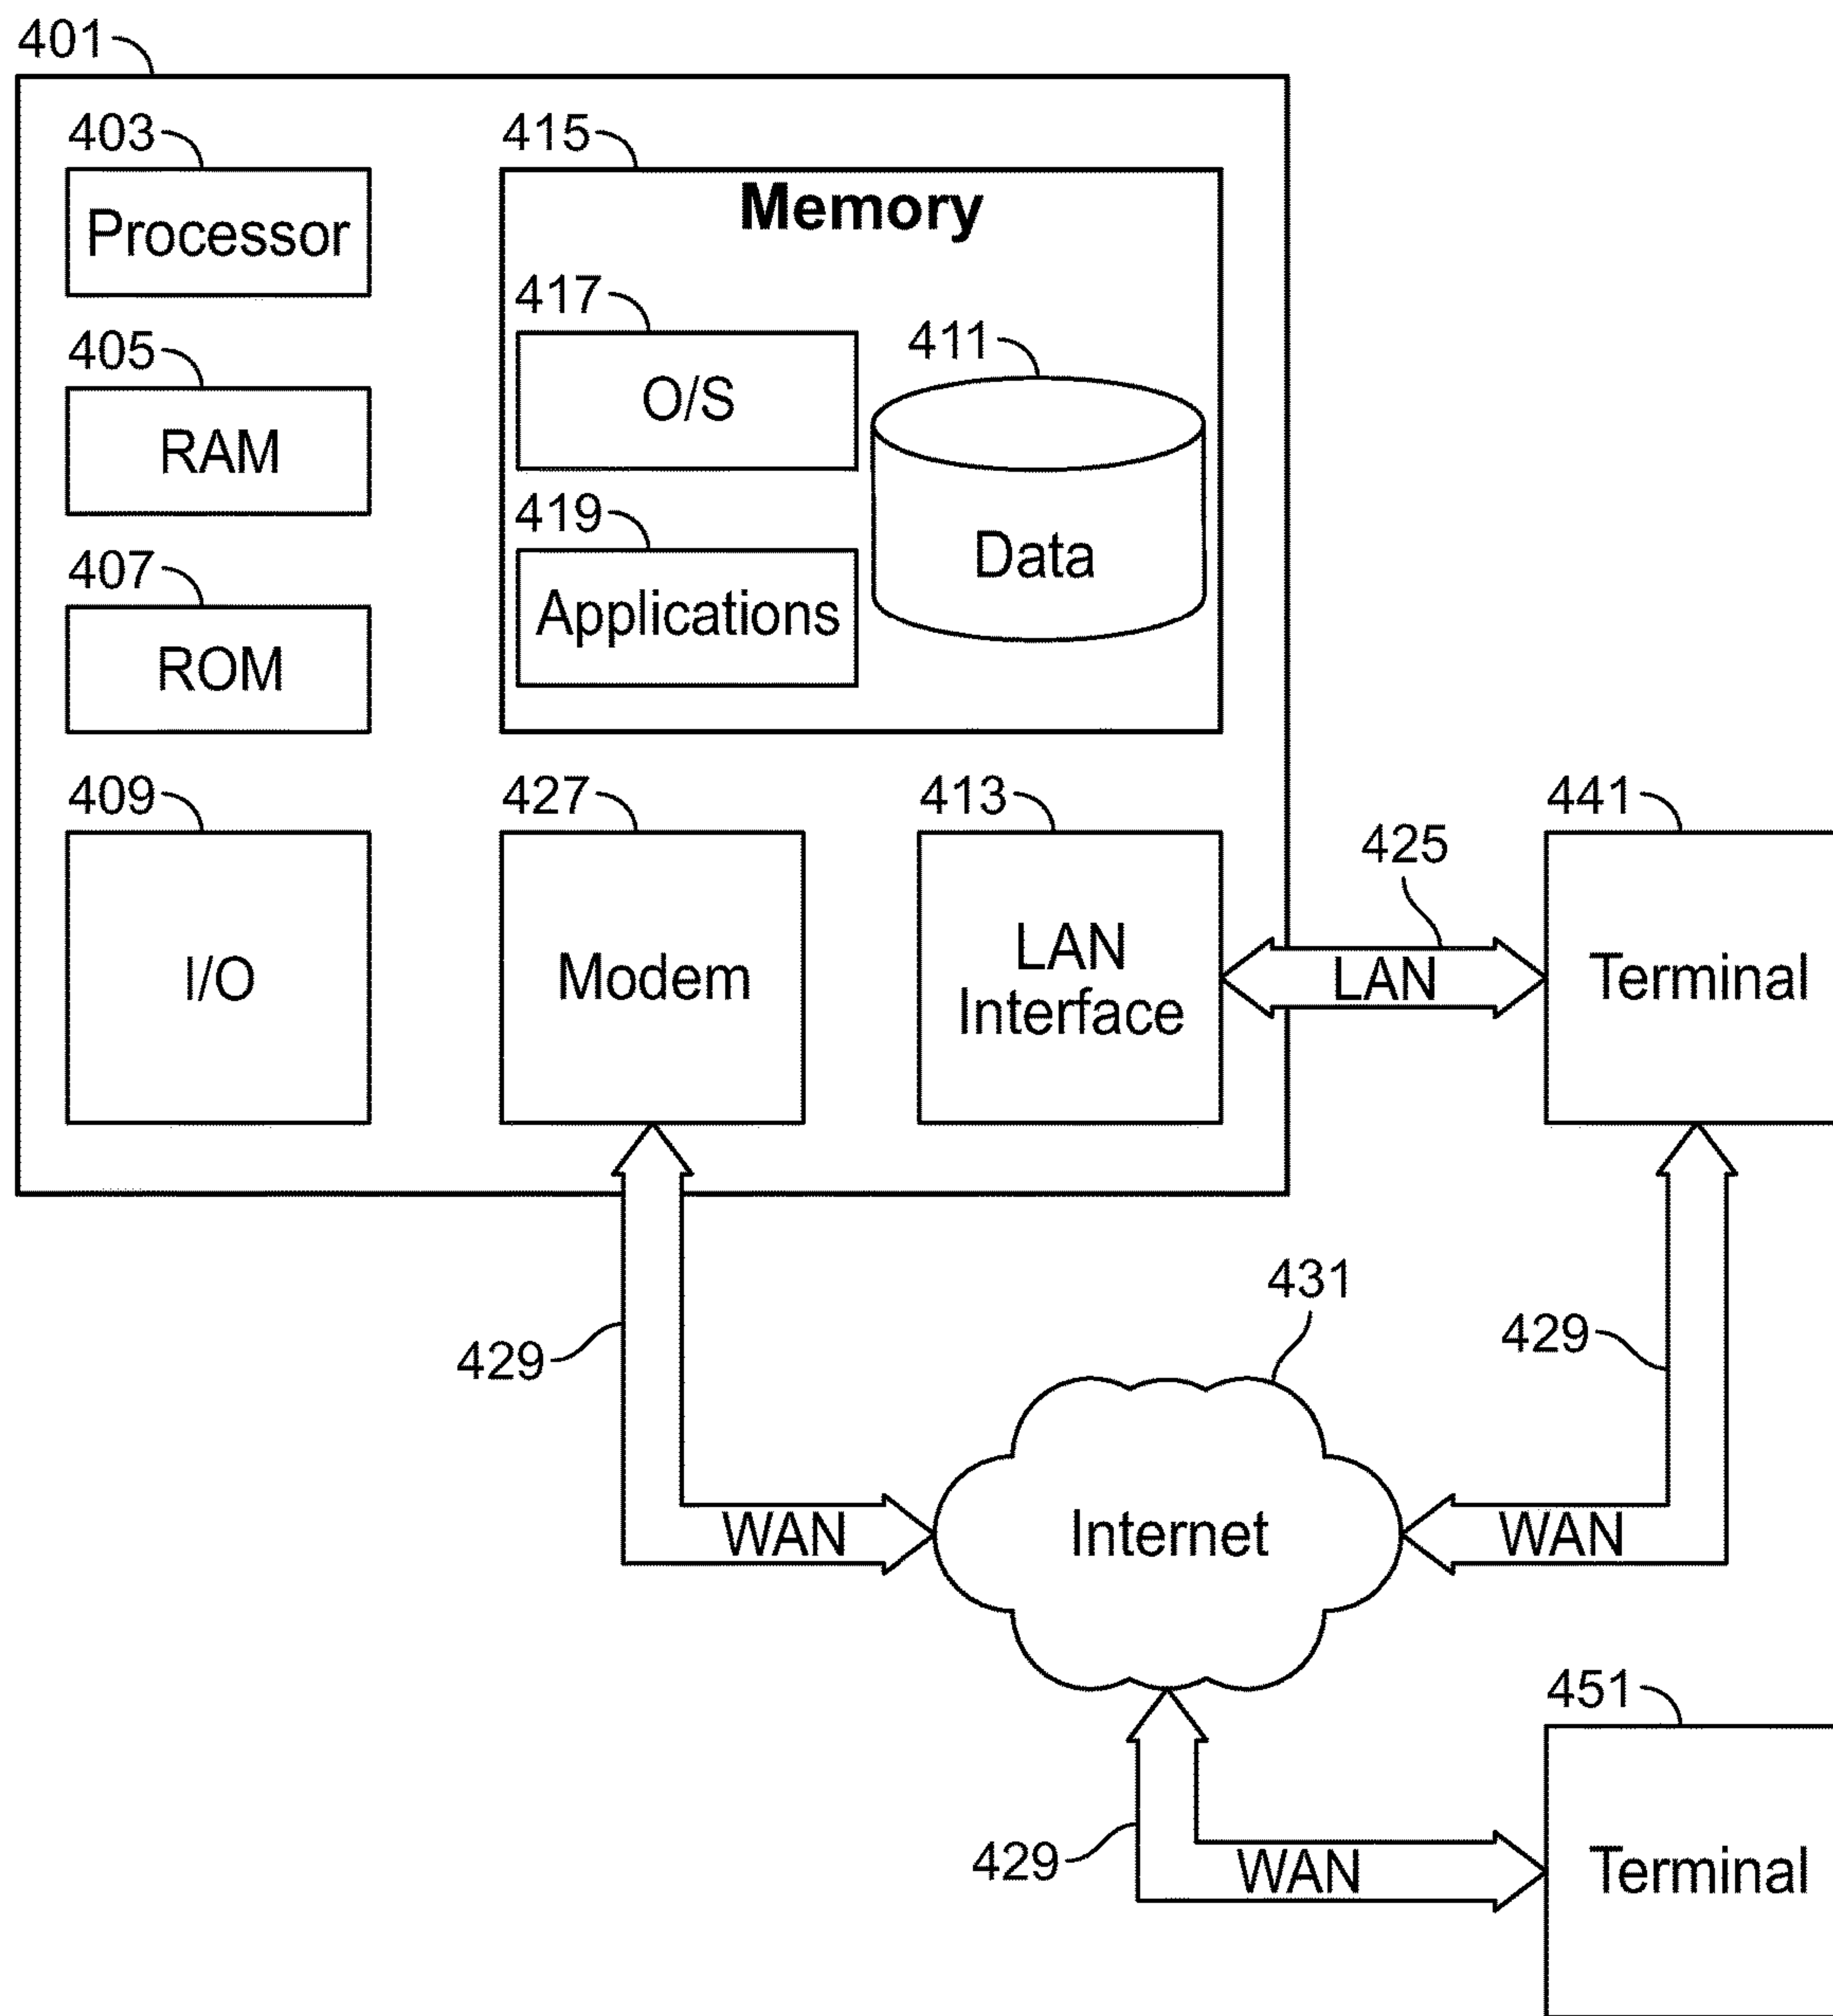 401
403
Processor
405
RAM
407
ROM
409
I/O
415
Memory
417
O/S
411
Data
419
Applications
427
Modem
413
LAN
Interface
425
LAN
441
Terminal
429
WAN
431
Internet
429
WAN
429
WAN
451
Terminal